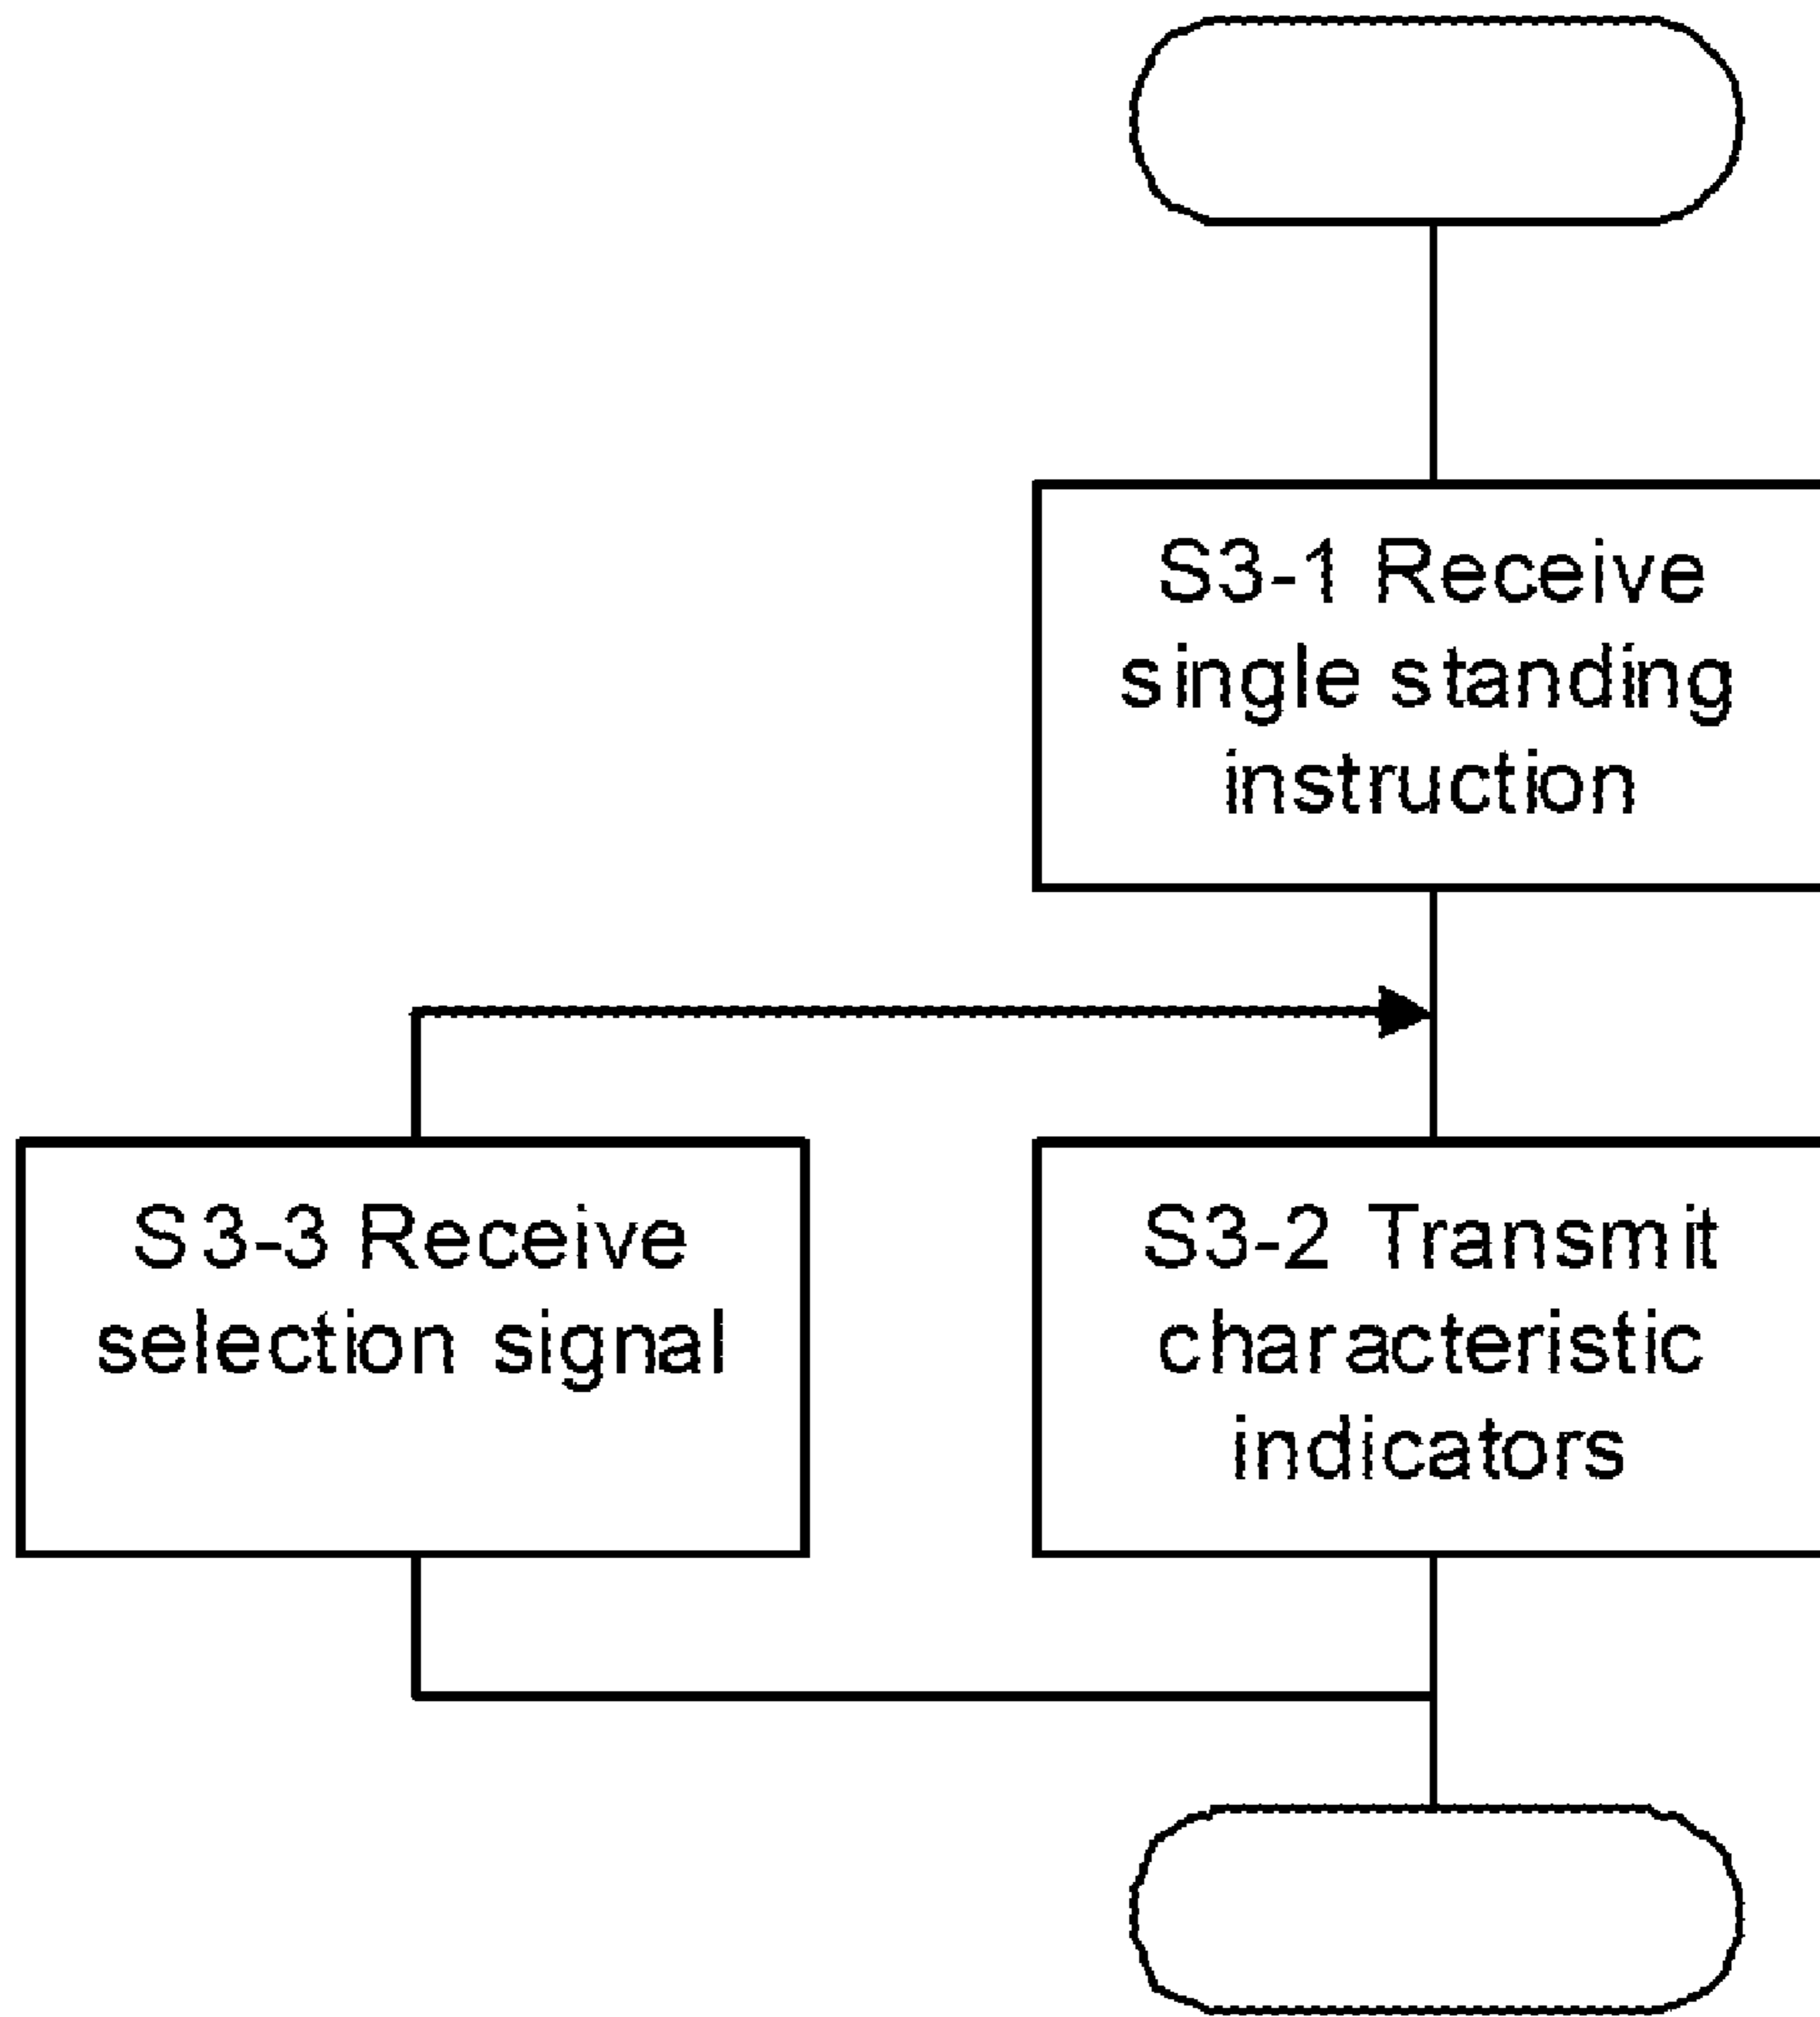 S3-1 Receive
single standing
instruction
S3-3 Receive
selection signal
S3-2 Transmit
characteristic
indicators